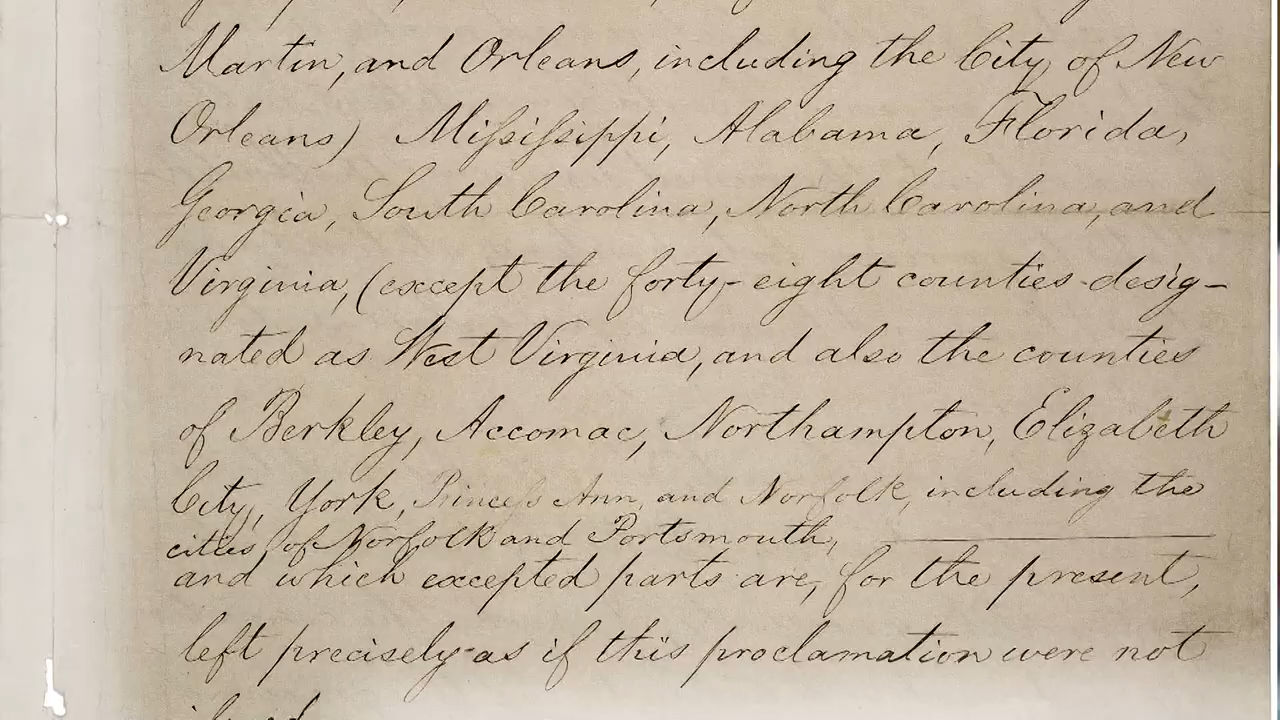 Martin, and Orleans, including the City of New
Orleans) Mississippi, Alabama, Florida,
Georgia, South Carolina, North Carolina, and
Virginia, (except the forty-eight counties desig-
nated as West Virginia, and also the counties
of Berkley, Accomac, Northampton, Elizabeth
City, York, Princess Ann, and Norfolk, including the
cities of Norfolk and Portsmouth,
and which excepted parts are, for the present,
left precisely as if this proclamation were not